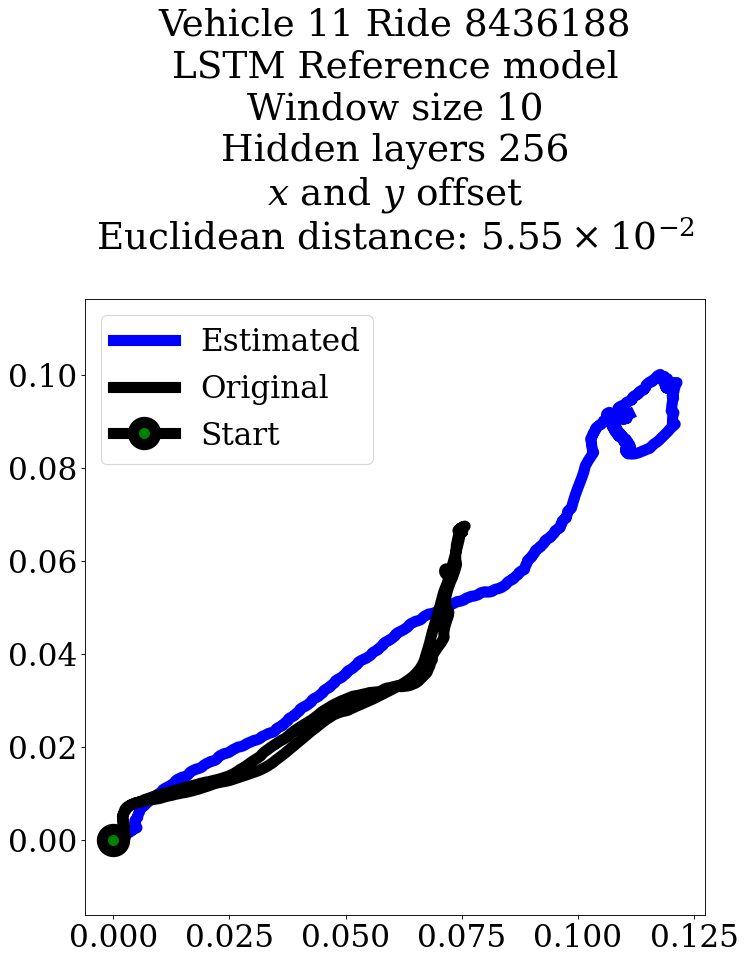 Vehicle 11 Ride 8436188
LSTM Reference model
Window size 10
Hidden layers 256
x and y offset
Euclidean distance: 5.55 × 10⁻²
Estimated
Original
Start
0.10
0.08
0.06
0.04
0.02
0.00
0.000 0.025 0.050 0.075 0.100 0.125